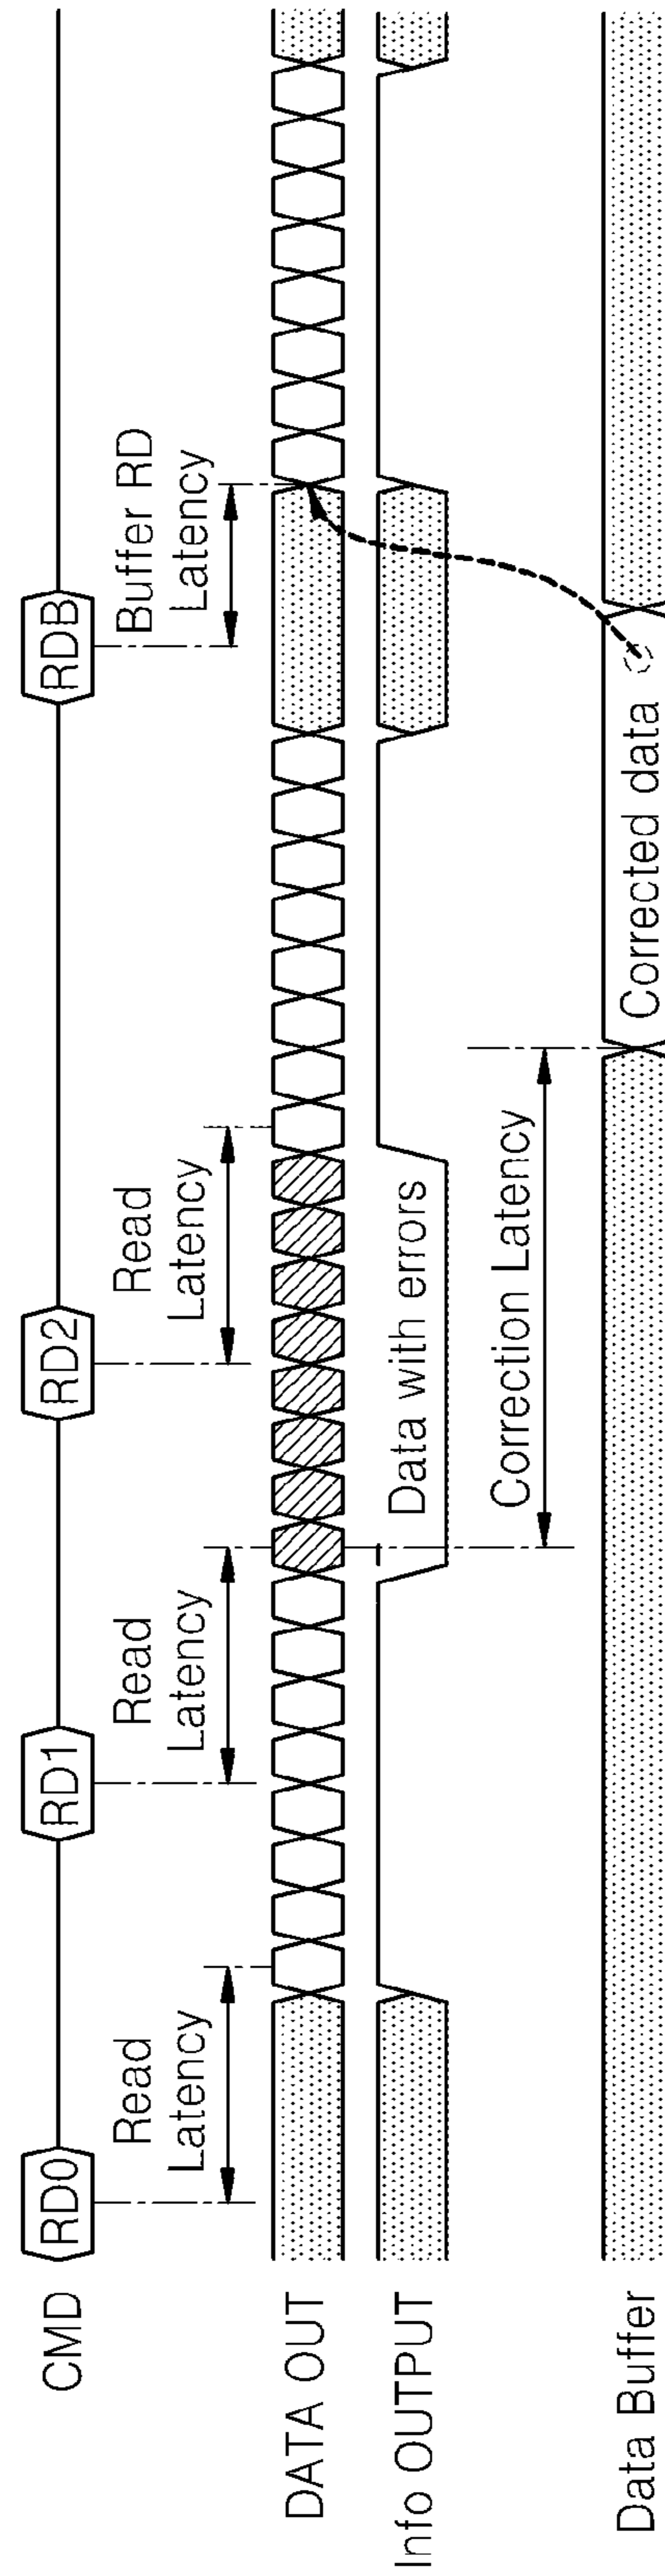 CMD
RD0
RD1
RD2
RDB
Read
Latency
Read
Latency
Read
Latency
Buffer RD
Latency
DATA OUT
Info OUTPUT
Data with errors
Correction Latency
Data Buffer
Corrected data